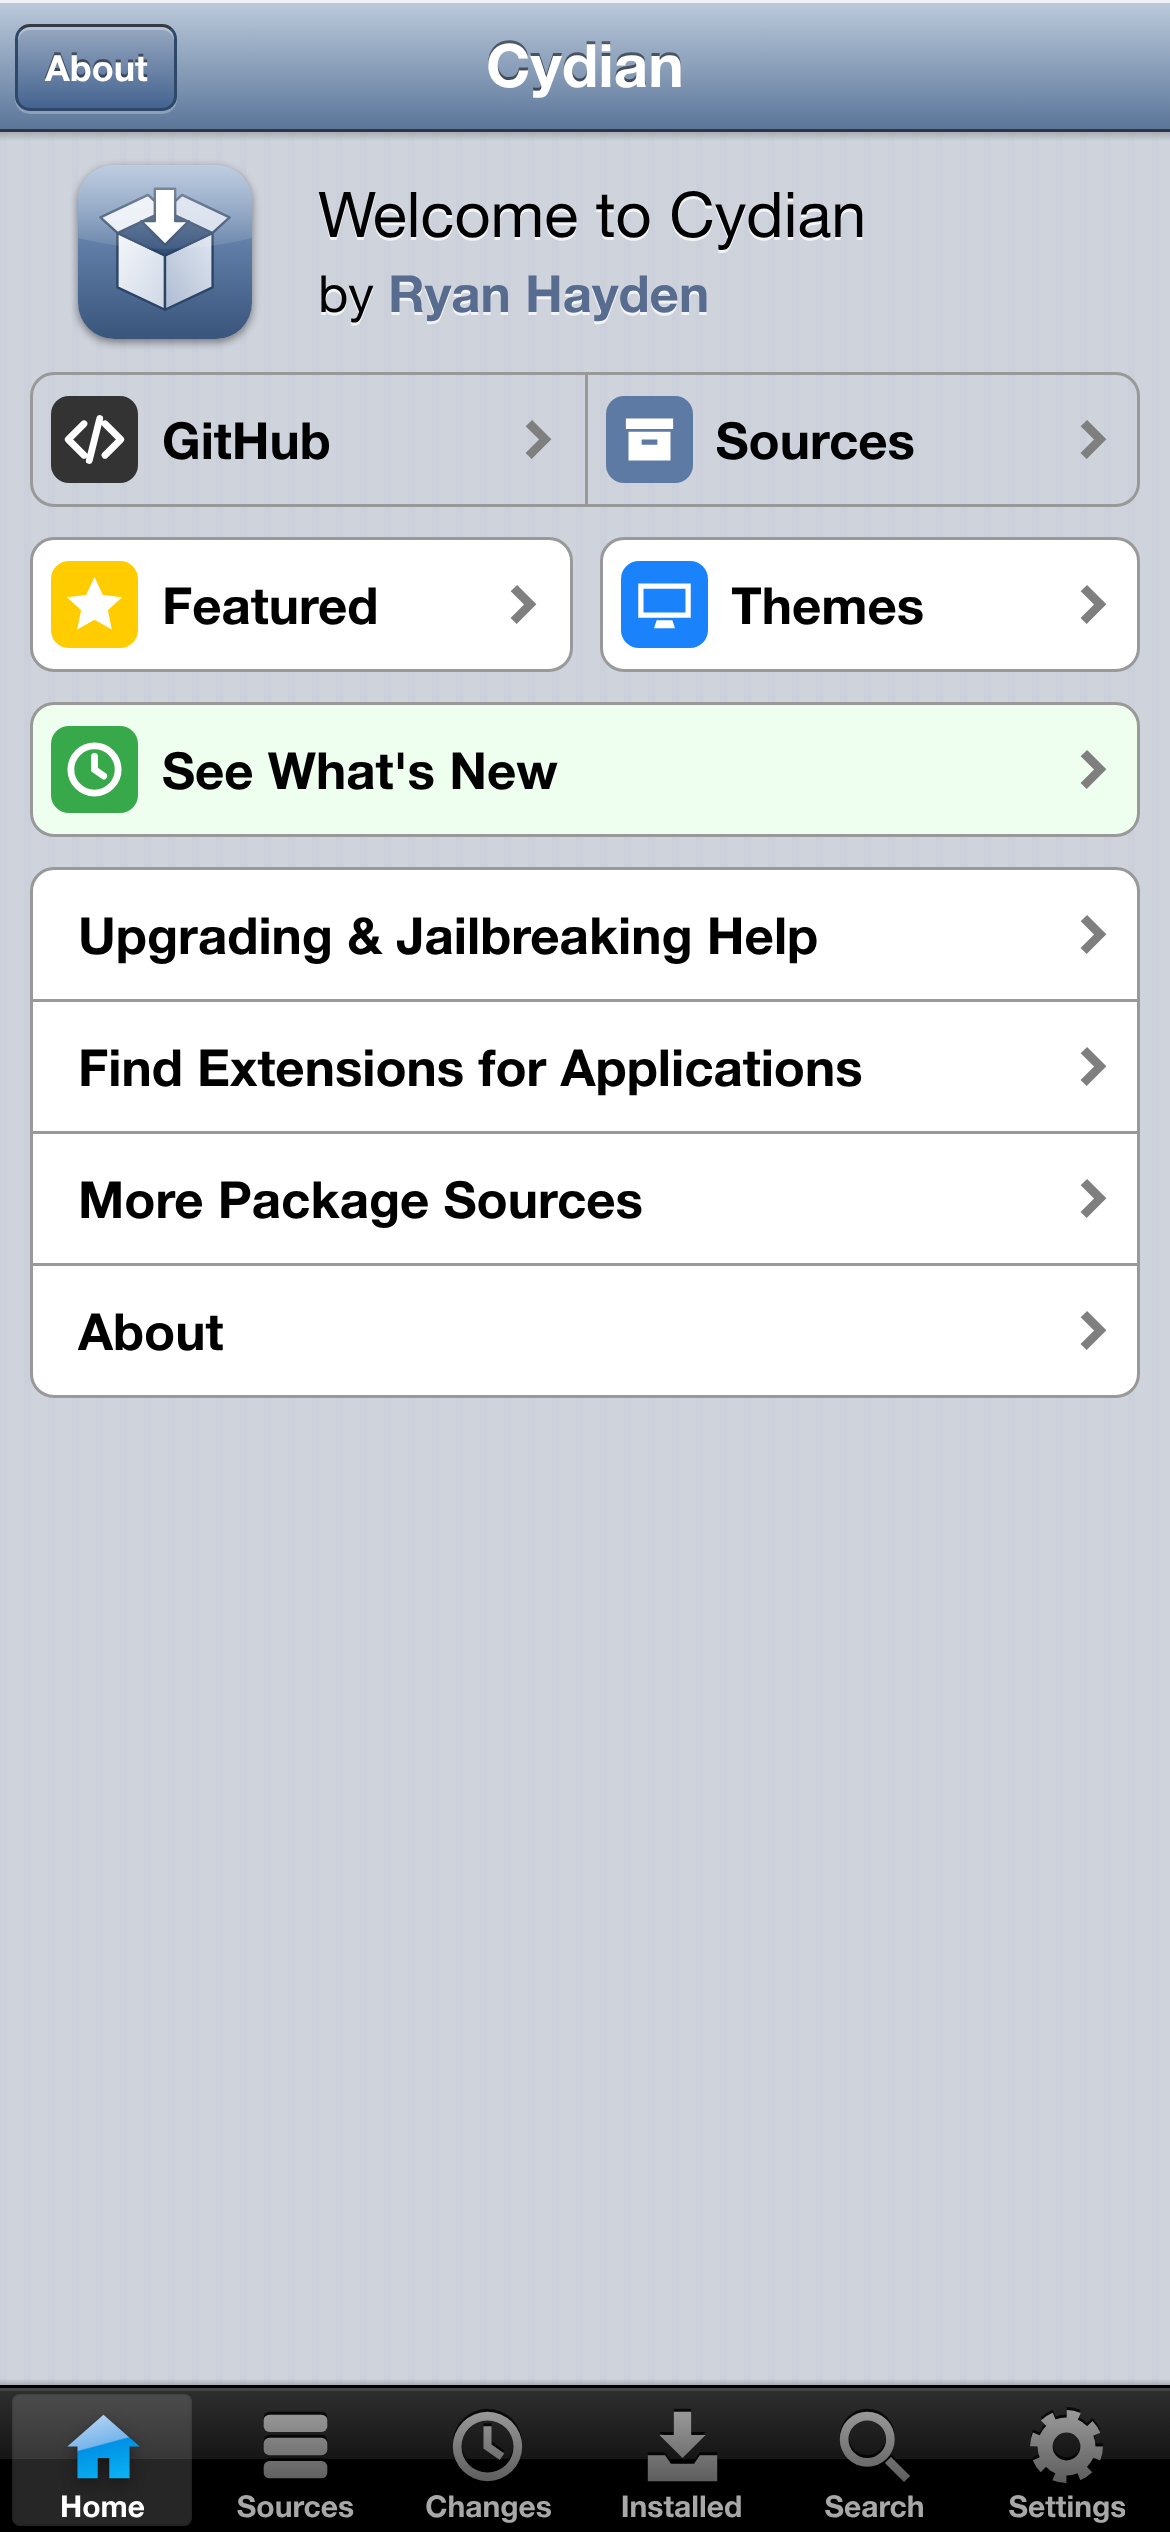 About
Cydian
Welcome to Cydian
by Ryan Hayden
GitHub
Sources
Featured
Themes
See What's New
Upgrading & Jailbreaking Help
Find Extensions for Applications
More Package Sources
About
Home
Sources
Changes
Installed
Search
Settings